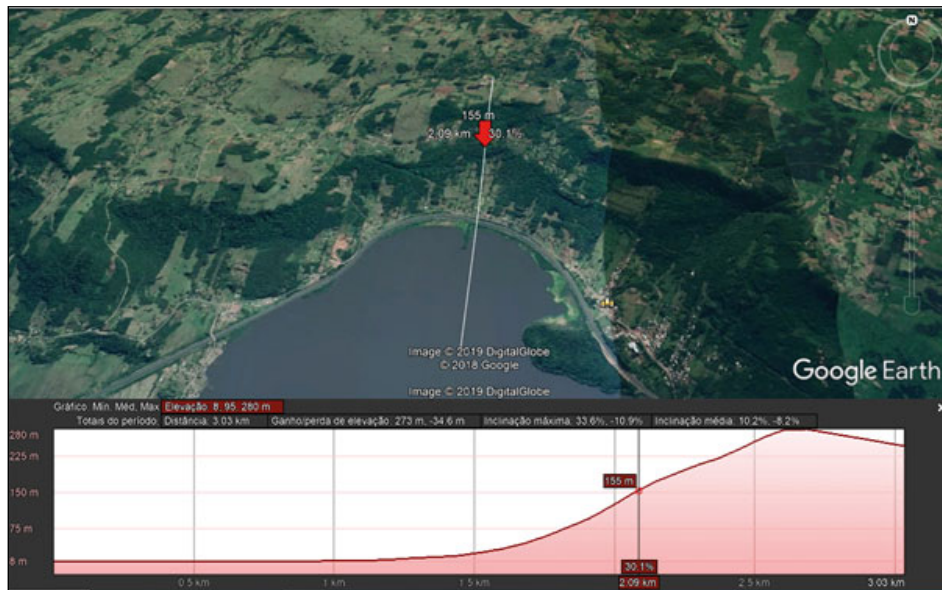 N
155 m
2.09 km 30.1%
Image © 2019 DigitalGlobe
© 2018 Google
Image © 2019 DigitalGlobe
Google Earth
Gráfico: Mín, Méd, Máx Elevação: 8, 95, 280 m
Totais do período: Distância: 3.03 km Ganho/perda de elevação: 273 m, -34.6 m Inclinação máxima: 33.6%, -10.9% Inclinação média: 10.2%, -8.2%
280 m
225 m
150 m
75 m
8 m
155 m
30.1%
0.5 km 1 km 1.5 km 2.09 km 2.5 km 3.03 km